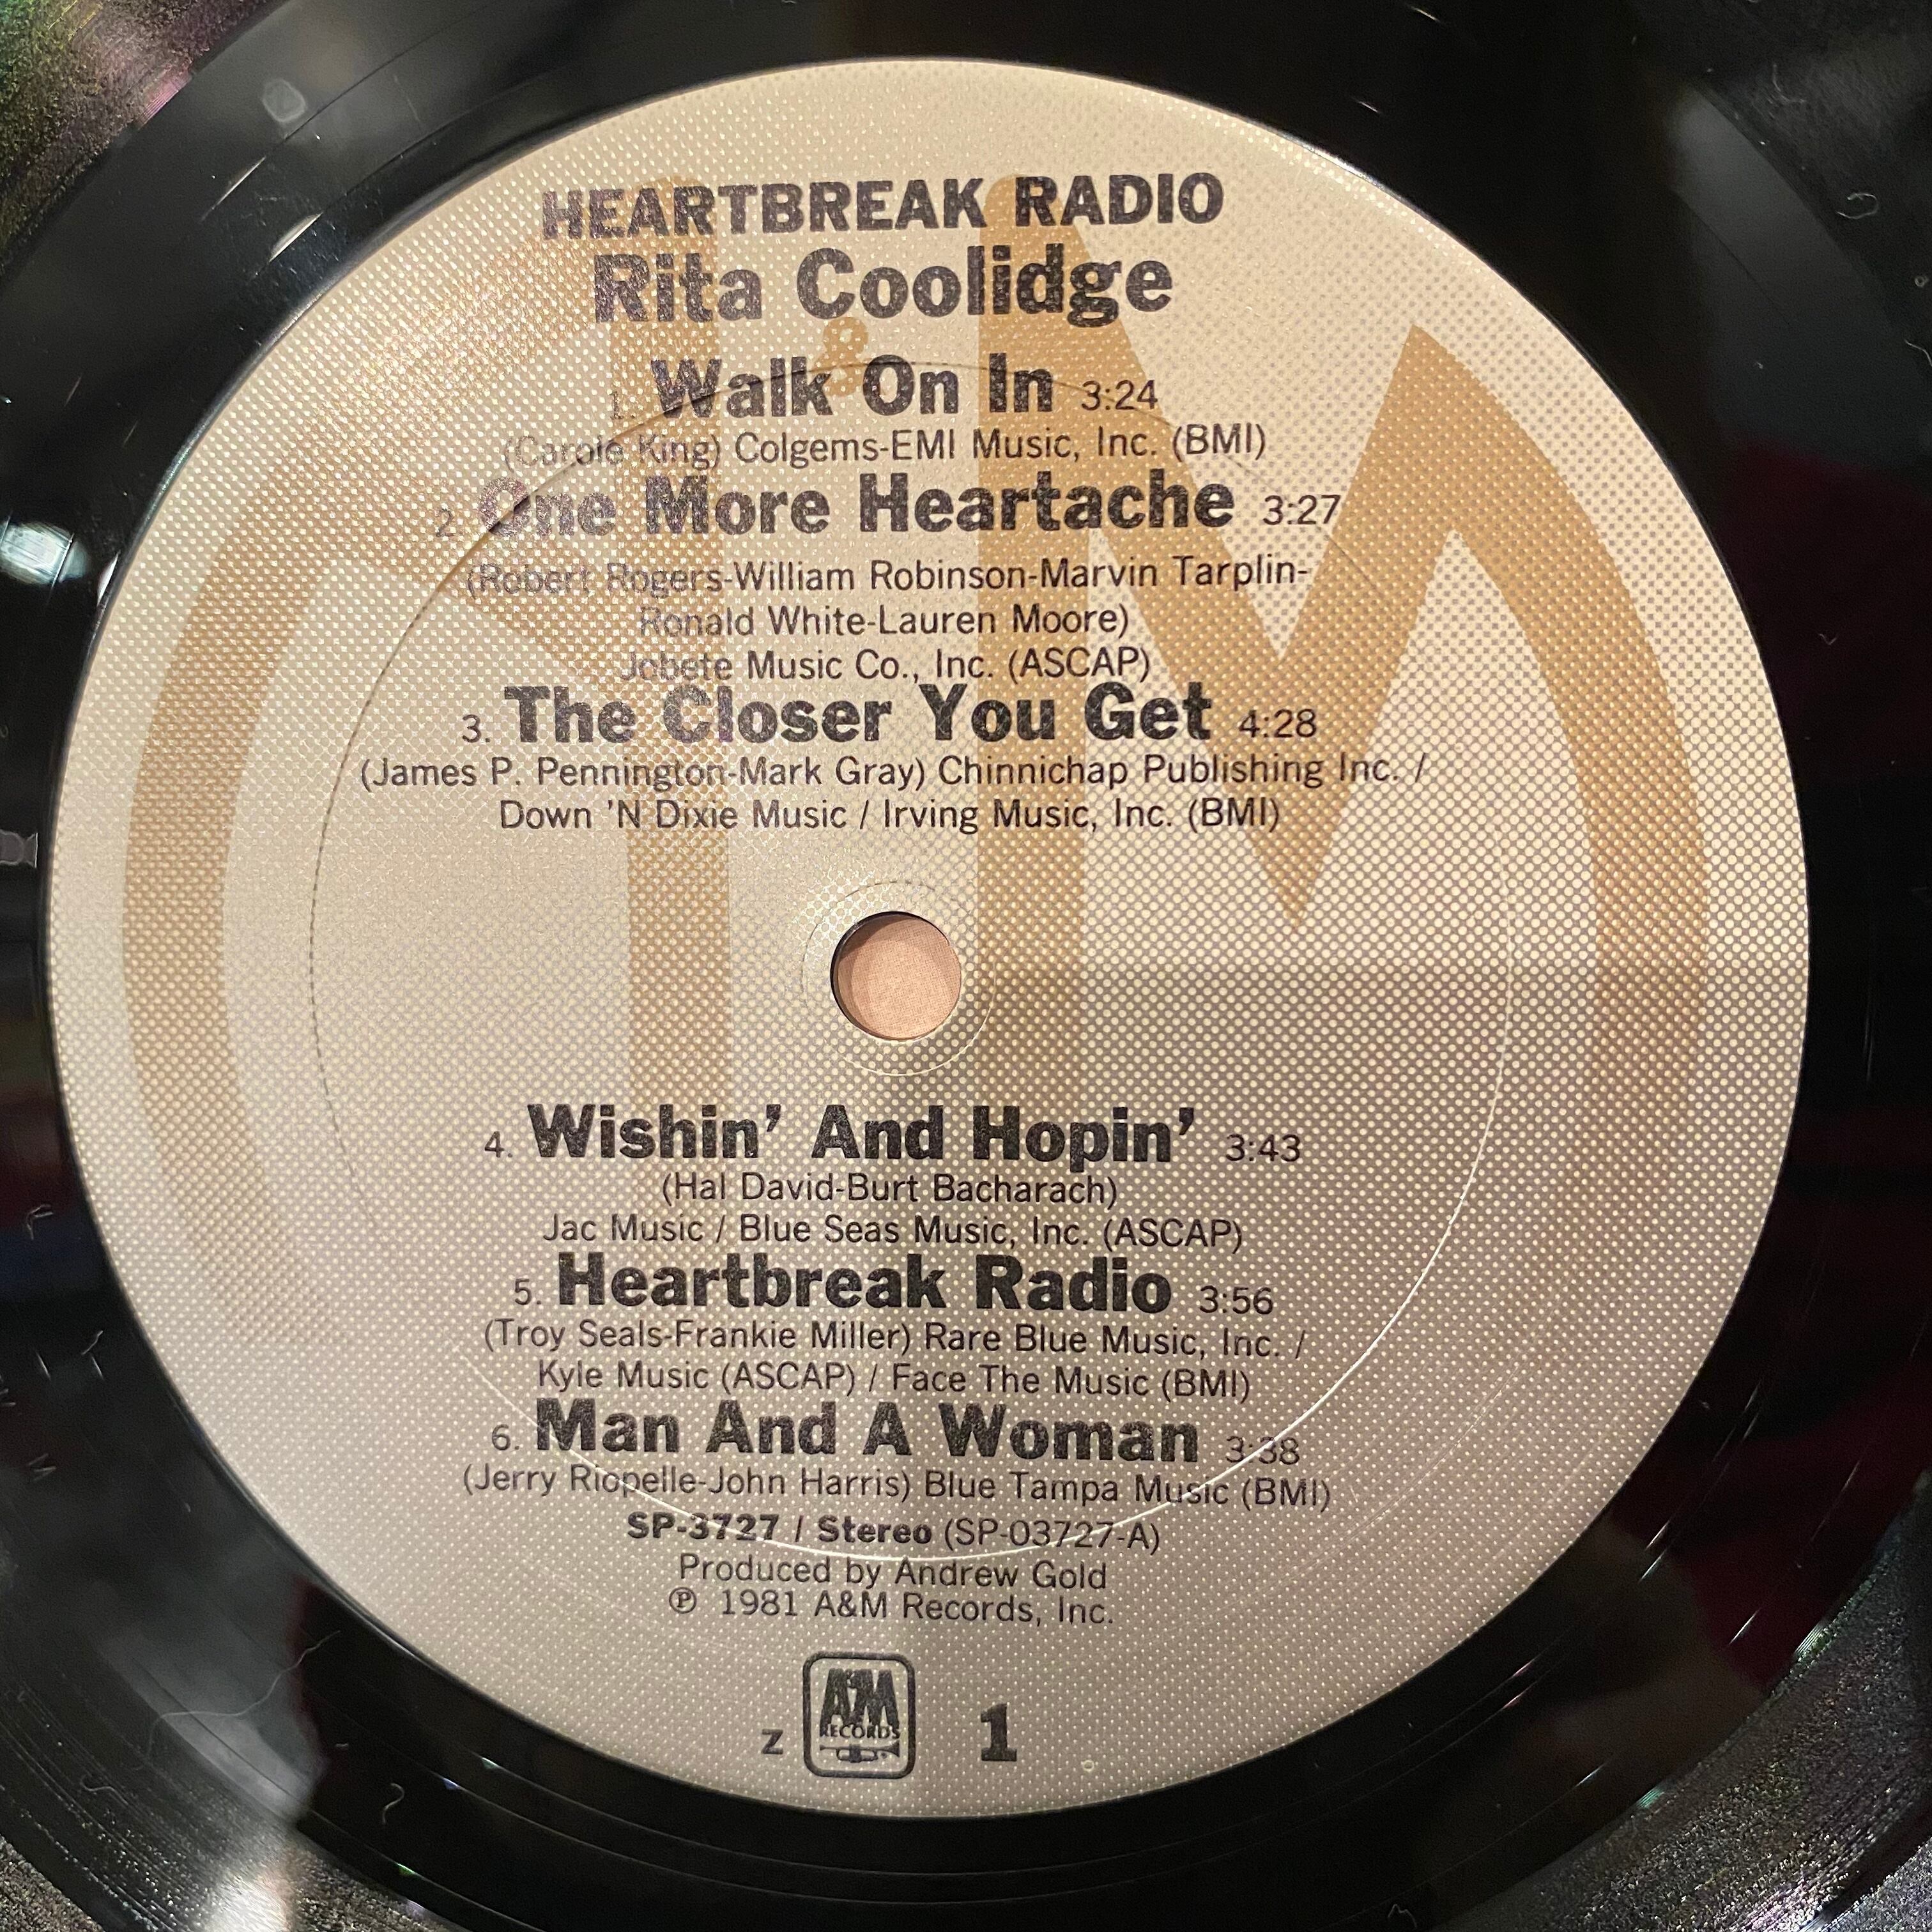 HEARTBREAK RADIO
Rita Coolidge
&
1. Walk On In 3:24
(Carole King) Colgems-EMI Music, Inc. (BMI)
2. One More Heartache 3:27
(Robert Rogers-William Robinson-Marvin Tarplin-
Ronald White-Lauren Moore)
Jobete Music Co., Inc. (ASCAP)
3. The Closer You Get 4:28
(James P. Pennington-Mark Gray) Chinnichap Publishing Inc. /
Down 'N Dixie Music / Irving Music, Inc. (BMI)
4. Wishin' And Hopin' 3:43
(Hal David-Burt Bacharach)
Jac Music / Blue Seas Music, Inc. (ASCAP)
5. Heartbreak Radio 3:56
(Troy Seals-Frankie Miller) Rare Blue Music, Inc. /
Kyle Music (ASCAP) / Face The Music (BMI)
6. Man And A Woman 3:38
(Jerry Riopelle-John Harris) Blue Tampa Music (BMI)
SP-3727 / Stereo (SP-03727-A)
Produced by Andrew Gold
℗ 1981 A&M Records, Inc.
A&M
RECORDS
z 1